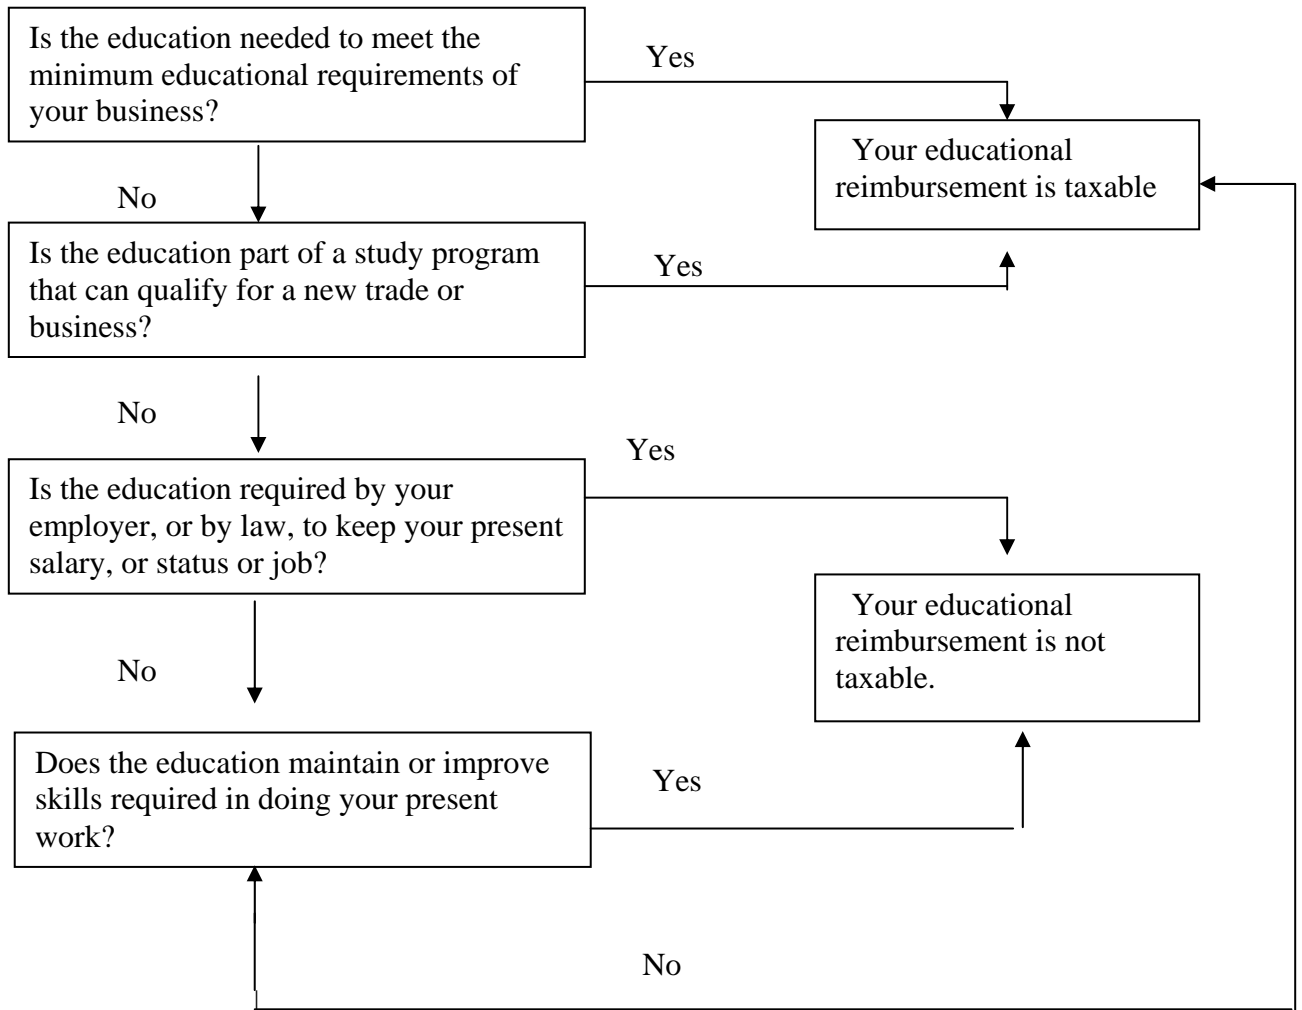 Is the education needed to meet the
minimum educational requirements of
your business?
Yes
Your educational
reimbursement is taxable
No
Is the education part of a study program
that can qualify for a new trade or
business?
Yes
No
Is the education required by your
employer, or by law, to keep your present
salary, or status or job?
Yes
Your educational
reimbursement is not
taxable.
No
Does the education maintain or improve
skills required in doing your present
work?
Yes
No